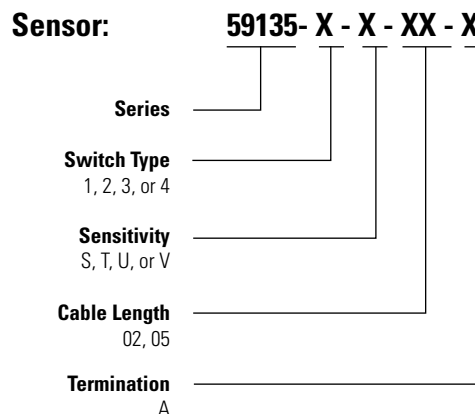 Sensor: 59135- X - X - XX - X
Series
Switch Type
1, 2, 3, or 4
Sensitivity
S, T, U, or V
Cable Length
02, 05
Termination
A